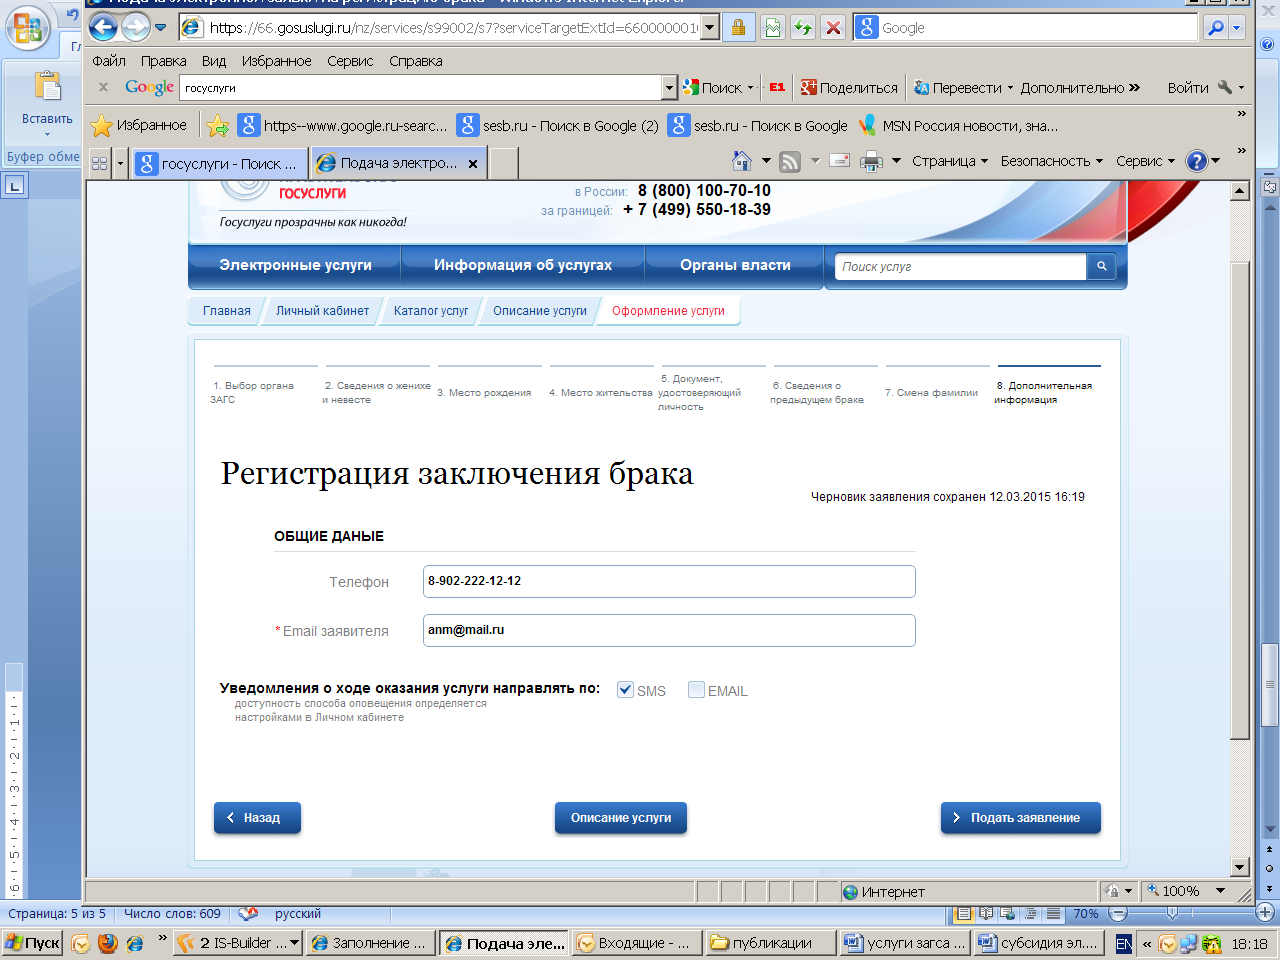 https://66.gosuslugi.ru/nz/services/s99002/s7?serviceTargetExtId=6600000010
Google
Файл Правка Вид Избранное Сервис Справка
x Google госуслуги Поиск E1 Поделиться Перевести Дополнительно » Войти
Вставить
Избранное https--www.google.ru-searc... sesb.ru - Поиск в Google (2) sesb.ru - Поиск в Google MSN Россия новости, зна... »
Буфер обме
госуслуги - Поиск ... Подача электро... x Страница Безопасность Сервис »
ГОСУСЛУГИ
в России: 8 (800) 100-70-10
за границей: + 7 (499) 550-18-39
Госуслуги прозрачны как никогда!
Электронные услуги Информация об услугах Органы власти Поиск услуг
Главная Личный кабинет Каталог услуг Описание услуги Оформление услуги
1. Выбор органа ЗАГС
2. Сведения о женихе и невесте
3. Место рождения
4. Место жительства
5. Документ, удостоверяющий личность
6. Сведения о предыдущем браке
7. Смена фамилии
8. Дополнительная информация
Регистрация заключения брака
Черновик заявления сохранен 12.03.2015 16:19
ОБЩИЕ ДАНЫЕ
Телефон 8-902-222-12-12
* Email заявителя anm@mail.ru
Уведомления о ходе оказания услуги направлять по: SMS EMAIL
доступность способа оповещения определяется
настройками в Личном кабинете
Назад Описание услуги Подать заявление
Интернет 100%
Страница: 5 из 5 Число слов: 609 русский 70%
Пуск » 2 IS-Builder ... Заполнение ... Подача эле... Входящие - ... публикации услуги загса ... субсидия эл.... EN « 18:18